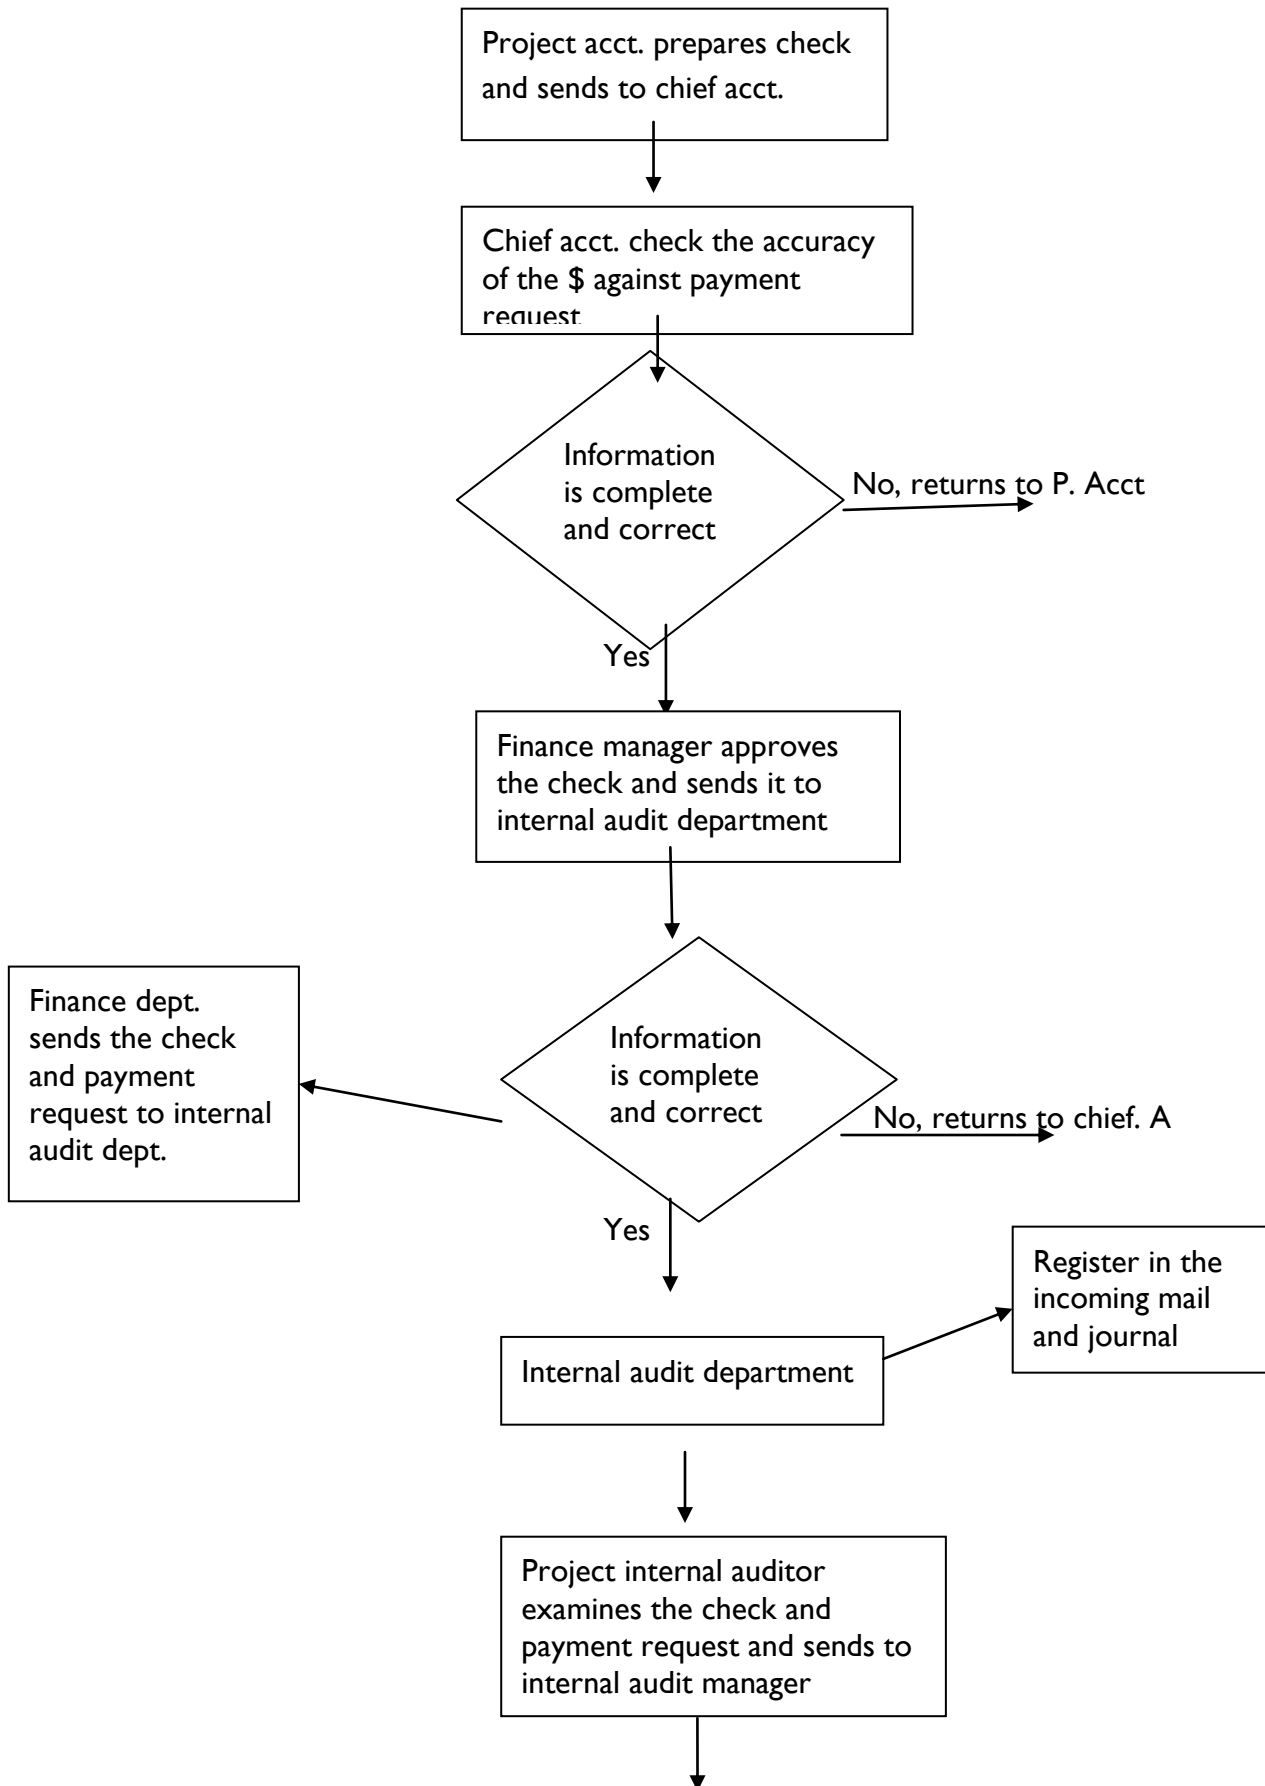 Project acct. prepares check
and sends to chief acct.
Chief acct. check the accuracy
of the $ against payment
request
Information
is complete
and correct
No, returns to P. Acct
Yes
Finance manager approves
the check and sends it to
internal audit department
Finance dept.
sends the check
and payment
request to internal
audit dept.
Information
is complete
and correct
No, returns to chief. A
Yes
Register in the
incoming mail
and journal
Internal audit department
Project internal auditor
examines the check and
payment request and sends to
internal audit manager